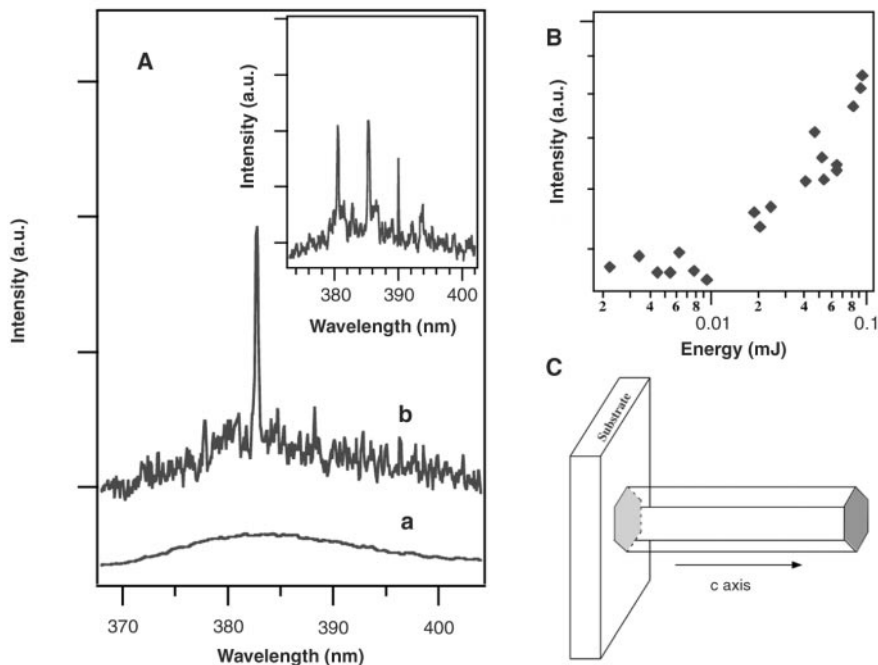 A
Intensity (a.u.)
b
a
370
380
390
400
Wavelength (nm)
Intensity (a.u.)
380
390
400
Wavelength (nm)
B
Intensity (a.u.)
2 4 6 8 0.01 2 4 6 8 0.1
Energy (mJ)
C
Substrate
c axis